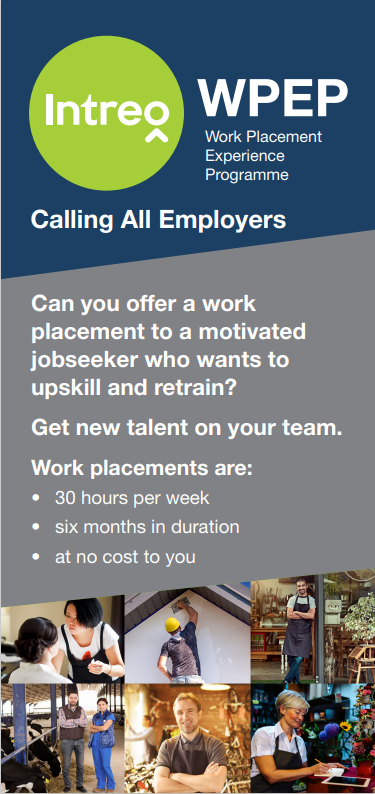 Intreo
WPEP
Work Placement
Experience
Programme
Calling All Employers
Can you offer a work
placement to a motivated
jobseeker who wants to
upskill and retrain?
Get new talent on your team.
Work placements are:
• 30 hours per week
• six months in duration
• at no cost to you